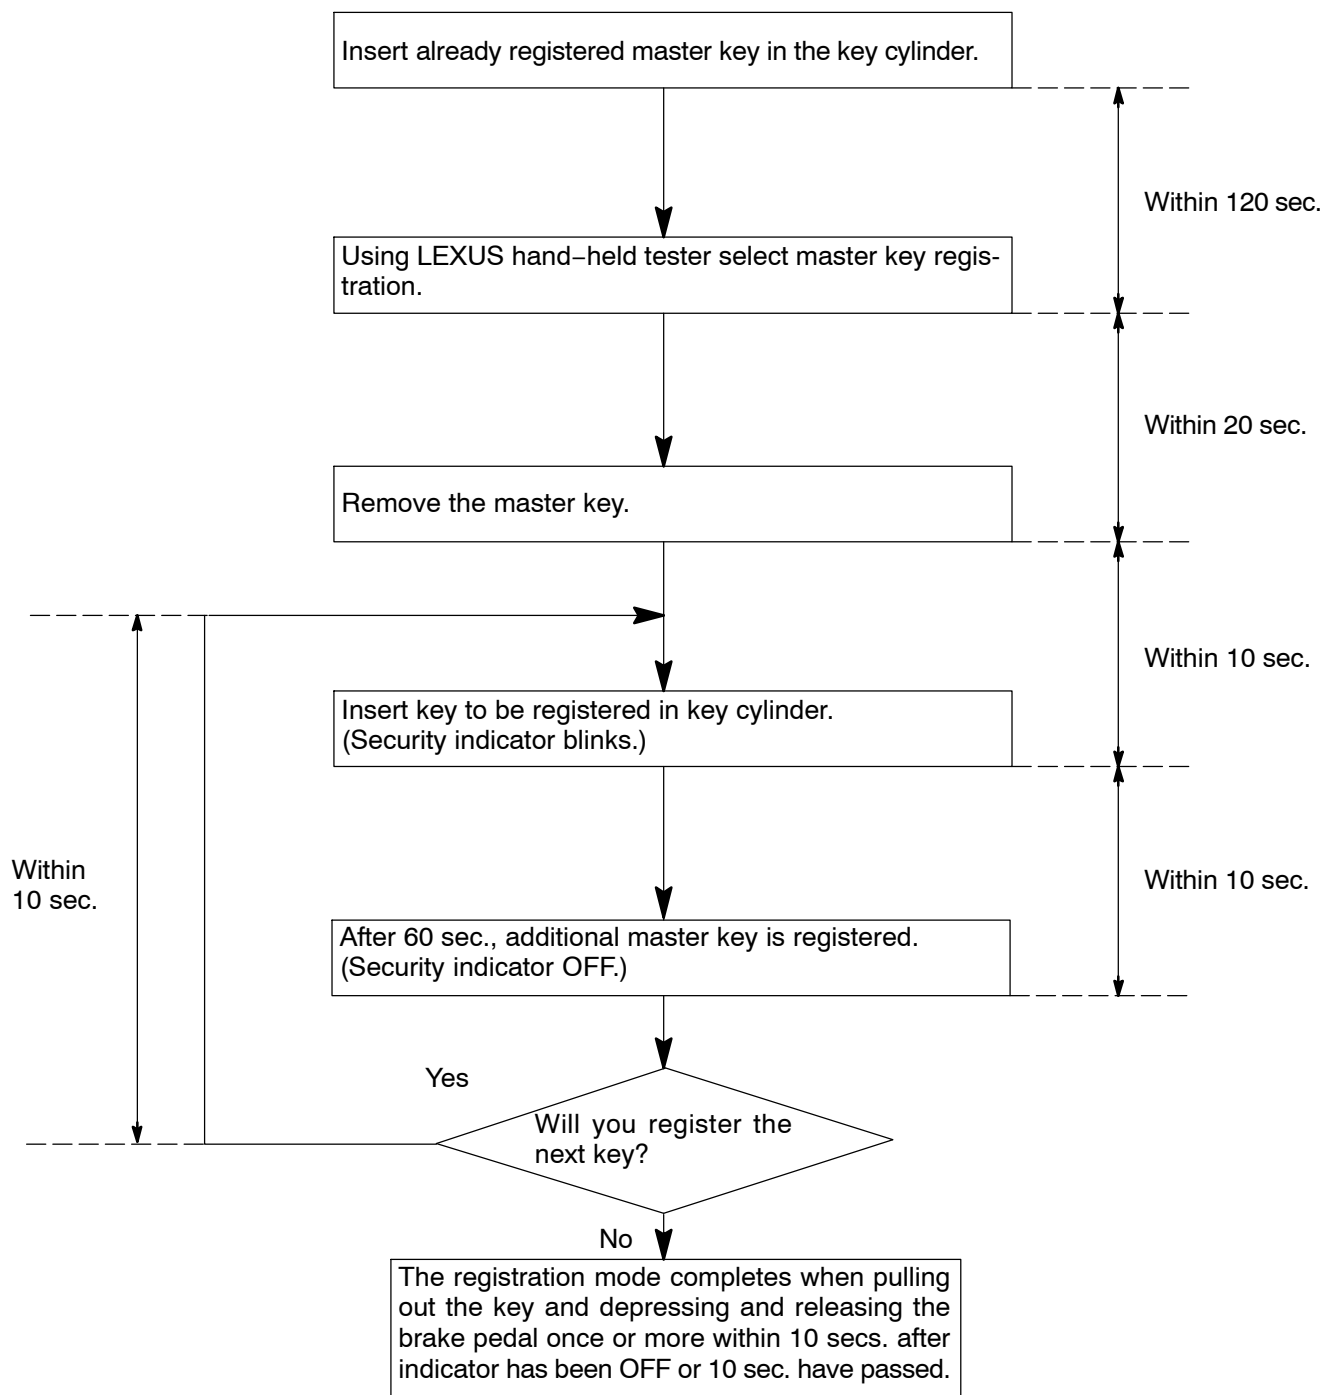 Insert already registered master key in the key cylinder.
Within 120 sec.
Using LEXUS hand−held tester select master key regis-
tration.
Within 20 sec.
Remove the master key.
Within 10 sec.
Insert key to be registered in key cylinder.
(Security indicator blinks.)
Within
10 sec.
Within 10 sec.
After 60 sec., additional master key is registered.
(Security indicator OFF.)
Yes
Will you register the
next key?
No
The registration mode completes when pulling
out the key and depressing and releasing the
brake pedal once or more within 10 secs. after
indicator has been OFF or 10 sec. have passed.